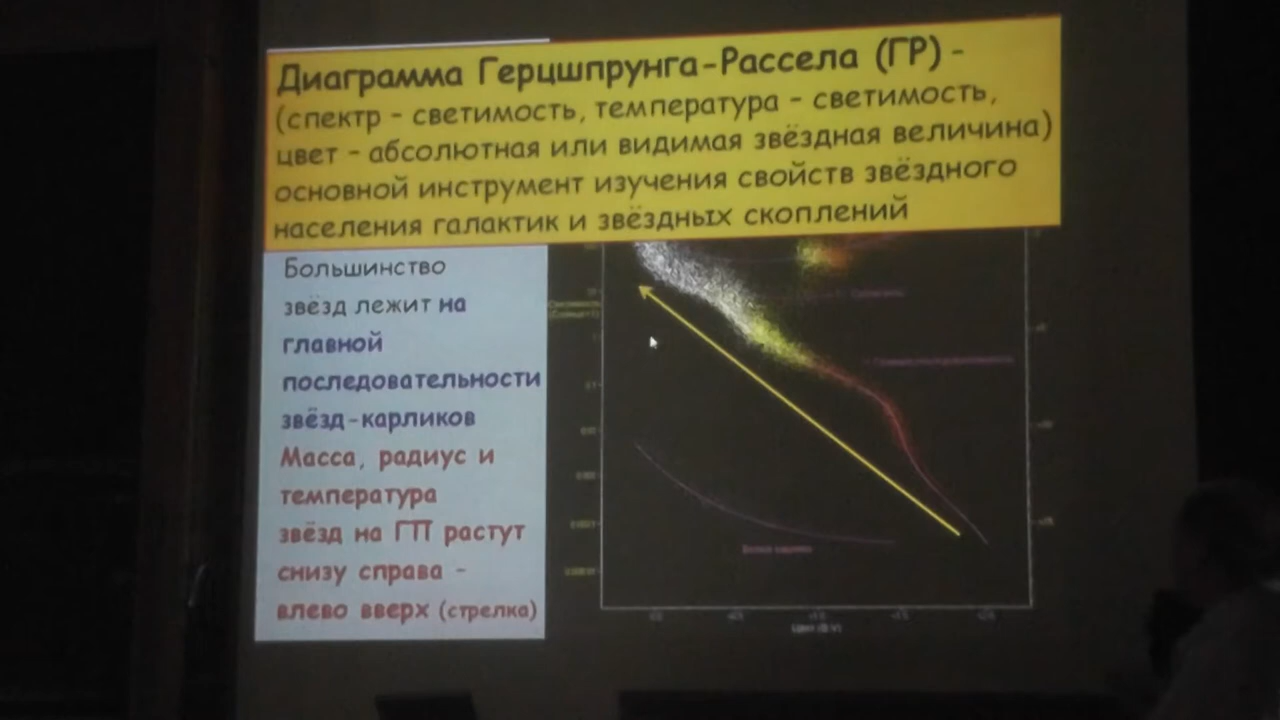 Диаграмма Герцшпрунга-Рассела (ГР) -
(спектр - светимость, температура - светимость,
цвет - абсолютная или видимая звёздная величина)
основной инструмент изучения свойств звёздного
населения галактик и звёздных скоплений
Большинство
звёзд лежит на
главной
последовательности
звёзд-карликов
Масса, радиус и
температура
звёзд на ГП растут
снизу справа -
влево вверх (стрелка)
Белые карлики
Цвет (B-V)